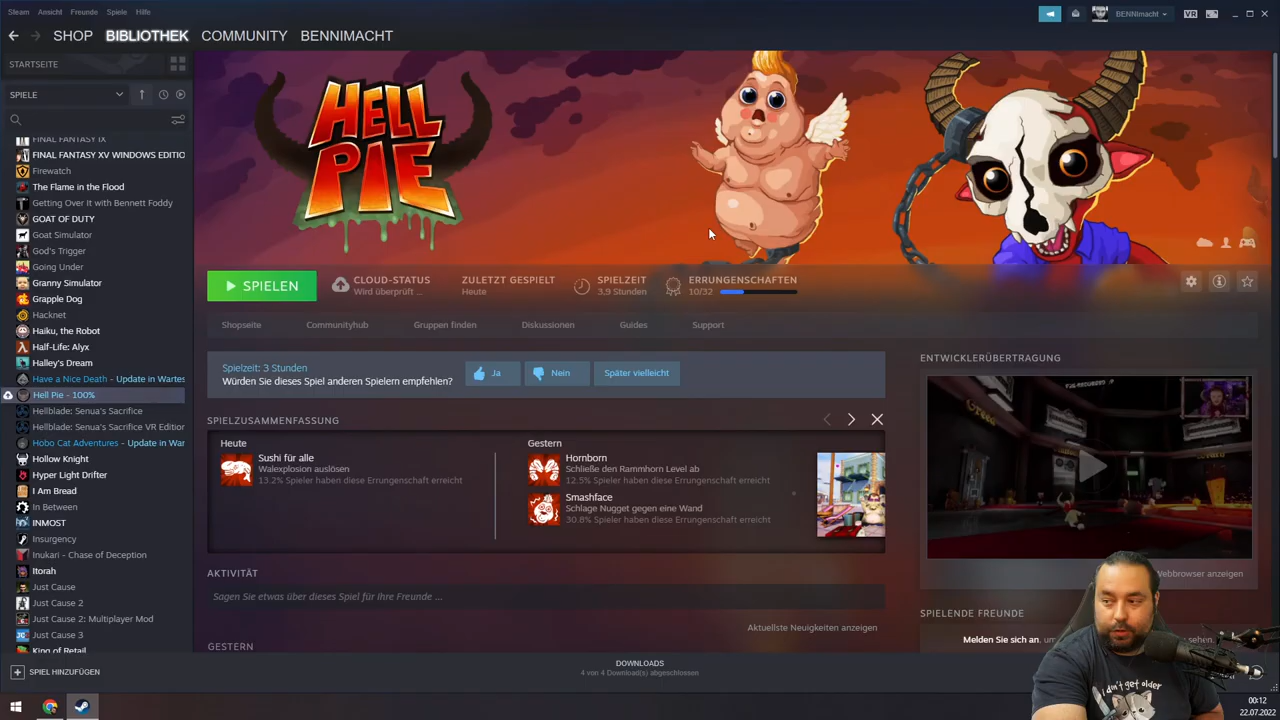 Steam Ansicht Freunde Spiele Hilfe
BENNImacht
VR
SHOP BIBLIOTHEK COMMUNITY BENNIMACHT
STARTSEITE
SPIELE
FINAL FANTASY IX
FINAL FANTASY XV WINDOWS EDITIO
Firewatch
The Flame in the Flood
Getting Over It with Bennett Foddy
GOAT OF DUTY
Goat Simulator
God's Trigger
Going Under
Granny Simulator
Grapple Dog
Hacknet
Haiku, the Robot
Half-Life: Alyx
Halley's Dream
Have a Nice Death - Update in Wartes
Hell Pie - 100%
Hellblade: Senua's Sacrifice
Hellblade: Senua's Sacrifice VR Edition
Hobo Cat Adventures - Update in War
Hollow Knight
Hyper Light Drifter
I Am Bread
In Between
INMOST
Insurgency
Inukari - Chase of Deception
Itorah
Just Cause
Just Cause 2
Just Cause 2: Multiplayer Mod
Just Cause 3
King of Retail
SPIEL HINZUFÜGEN
HELL
PIE
SPIELEN
CLOUD-STATUS
Wird überprüft ...
ZULETZT GESPIELT
Heute
SPIELZEIT
3,9 Stunden
ERRUNGENSCHAFTEN
10/32
Shopseite Communityhub Gruppen finden Diskussionen Guides Support
Spielzeit: 3 Stunden
Würden Sie dieses Spiel anderen Spielern empfehlen?
Ja Nein Später vielleicht
SPIELZUSAMMENFASSUNG
Heute
Sushi für alle
Walexplosion auslösen
13.2% Spieler haben diese Errungenschaft erreicht
Gestern
Hornborn
Schließe den Rammhorn Level ab
12.5% Spieler haben diese Errungenschaft erreicht
Smashface
Schlage Nugget gegen eine Wand
30.8% Spieler haben diese Errungenschaft erreicht
AKTIVITÄT
Sagen Sie etwas über dieses Spiel für Ihre Freunde ...
Aktuellste Neuigkeiten anzeigen
GESTERN
ENTWICKLERÜBERTRAGUNG
Webbrowser anzeigen
SPIELENDE FREUNDE
Melden Sie sich an, um
sehen.
DOWNLOADS
4 von 4 Download(s) abgeschlossen
i don't get older
00:12
22.07.2022